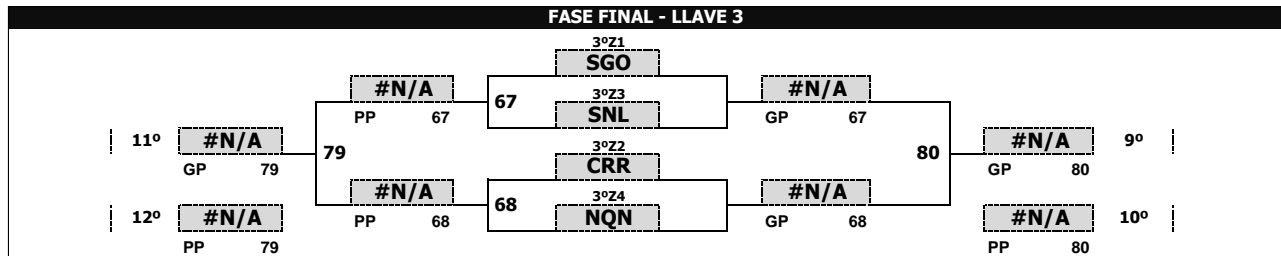 FASE FINAL - LLAVE 3
3ºZ1
SGO
#N/A
#N/A
67
3ºZ3
PP 67
SNL
GP 67
11º #N/A
#N/A 9º
79
3ºZ2
80
GP 79
CRR
GP 80
#N/A
#N/A
68
3ºZ4
12º #N/A
PP 68
NQN
GP 68
#N/A 10º
PP 79
PP 80